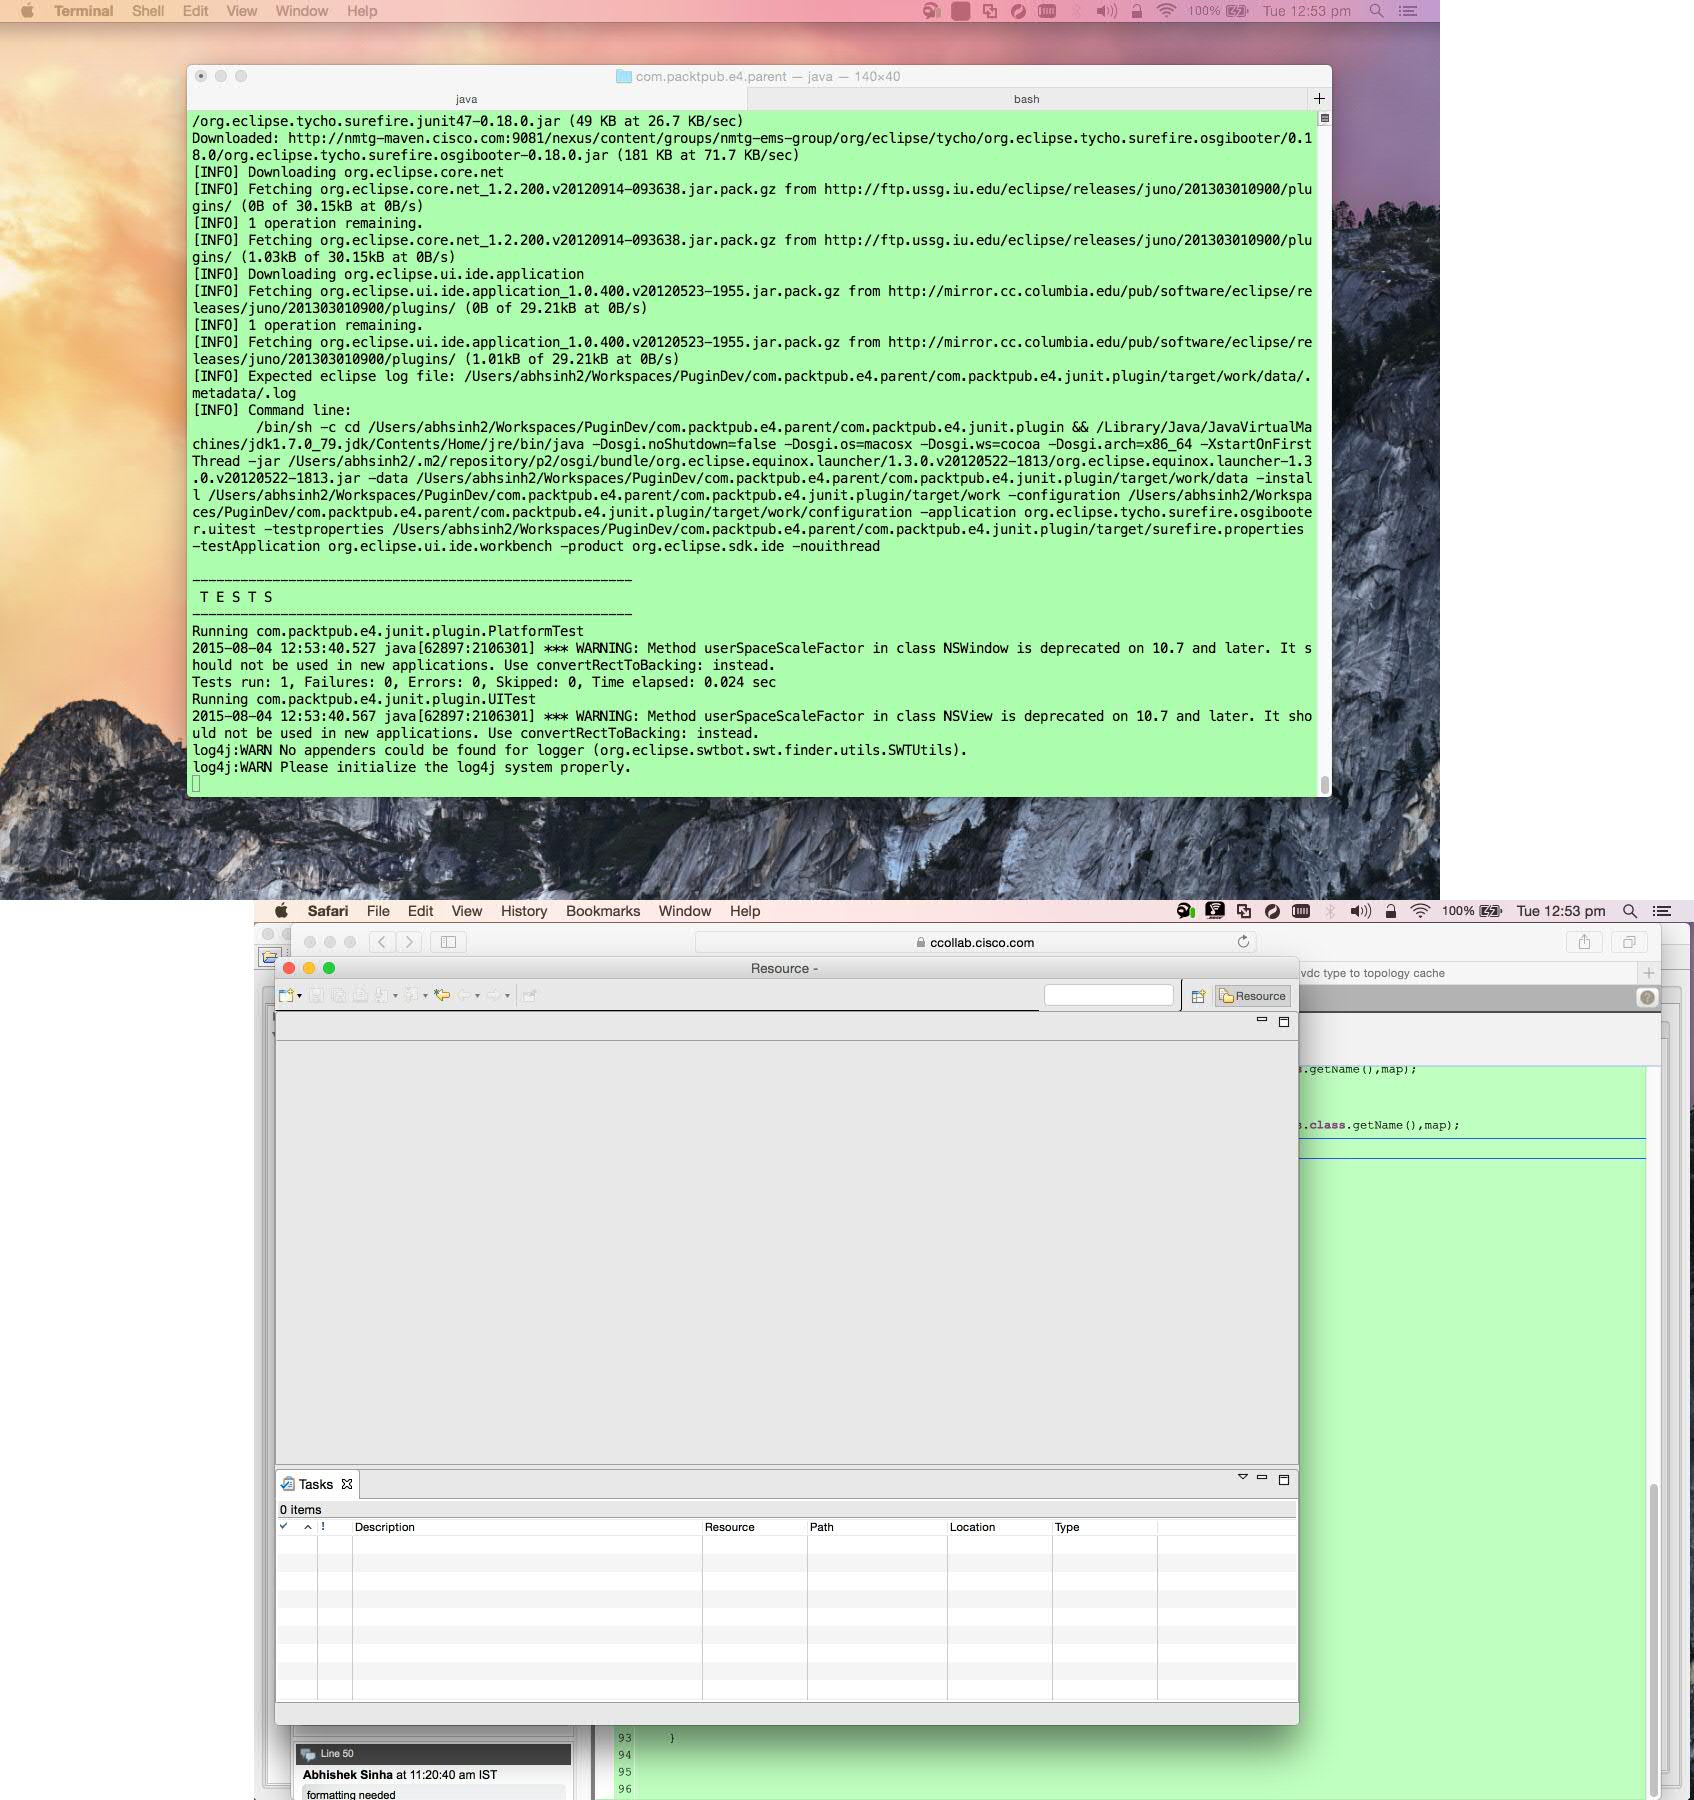 Terminal Shell Edit View Window Help 100% Tue 12:53 pm
com.packtpub.e4.parent — java — 140×40
java bash +
/org.eclipse.tycho.surefire.junit47-0.18.0.jar (49 KB at 26.7 KB/sec)
Downloaded: http://nmtg-maven.cisco.com:9081/nexus/content/groups/nmtg-ems-group/org/eclipse/tycho/org.eclipse.tycho.surefire.osgibooter/0.1
8.0/org.eclipse.tycho.surefire.osgibooter-0.18.0.jar (181 KB at 71.7 KB/sec)
[INFO] Downloading org.eclipse.core.net
[INFO] Fetching org.eclipse.core.net_1.2.200.v20120914-093638.jar.pack.gz from http://ftp.ussg.iu.edu/eclipse/releases/juno/201303010900/plu
gins/ (0B of 30.15kB at 0B/s)
[INFO] 1 operation remaining.
[INFO] Fetching org.eclipse.core.net_1.2.200.v20120914-093638.jar.pack.gz from http://ftp.ussg.iu.edu/eclipse/releases/juno/201303010900/plu
gins/ (1.03kB of 30.15kB at 0B/s)
[INFO] Downloading org.eclipse.ui.ide.application
[INFO] Fetching org.eclipse.ui.ide.application_1.0.400.v20120523-1955.jar.pack.gz from http://mirror.cc.columbia.edu/pub/software/eclipse/re
leases/juno/201303010900/plugins/ (0B of 29.21kB at 0B/s)
[INFO] 1 operation remaining.
[INFO] Fetching org.eclipse.ui.ide.application_1.0.400.v20120523-1955.jar.pack.gz from http://mirror.cc.columbia.edu/pub/software/eclipse/re
leases/juno/201303010900/plugins/ (1.01kB of 29.21kB at 0B/s)
[INFO] Expected eclipse log file: /Users/abhsinh2/Workspaces/PuginDev/com.packtpub.e4.parent/com.packtpub.e4.junit.plugin/target/work/data/.
metadata/.log
[INFO] Command line:
/bin/sh -c cd /Users/abhsinh2/Workspaces/PuginDev/com.packtpub.e4.parent/com.packtpub.e4.junit.plugin && /Library/Java/JavaVirtualMa
chines/jdk1.7.0_79.jdk/Contents/Home/jre/bin/java -Dosgi.noShutdown=false -Dosgi.os=macosx -Dosgi.ws=cocoa -Dosgi.arch=x86_64 -XstartOnFirst
Thread -jar /Users/abhsinh2/.m2/repository/p2/osgi/bundle/org.eclipse.equinox.launcher/1.3.0.v20120522-1813/org.eclipse.equinox.launcher-1.3
.0.v20120522-1813.jar -data /Users/abhsinh2/Workspaces/PuginDev/com.packtpub.e4.parent/com.packtpub.e4.junit.plugin/target/work/data -instal
l /Users/abhsinh2/Workspaces/PuginDev/com.packtpub.e4.parent/com.packtpub.e4.junit.plugin/target/work -configuration /Users/abhsinh2/Workspa
ces/PuginDev/com.packtpub.e4.parent/com.packtpub.e4.junit.plugin/target/work/configuration -application org.eclipse.tycho.surefire.osgiboote
r.uitest -testproperties /Users/abhsinh2/Workspaces/PuginDev/com.packtpub.e4.parent/com.packtpub.e4.junit.plugin/target/surefire.properties
-testApplication org.eclipse.ui.ide.workbench -product org.eclipse.sdk.ide -nouithread
-------------------------------------------------------
T E S T S
-------------------------------------------------------
Running com.packtpub.e4.junit.plugin.PlatformTest
2015-08-04 12:53:40.527 java[62897:2106301] *** WARNING: Method userSpaceScaleFactor in class NSWindow is deprecated on 10.7 and later. It s
hould not be used in new applications. Use convertRectToBacking: instead.
Tests run: 1, Failures: 0, Errors: 0, Skipped: 0, Time elapsed: 0.024 sec
Running com.packtpub.e4.junit.plugin.UITest
2015-08-04 12:53:40.567 java[62897:2106301] *** WARNING: Method userSpaceScaleFactor in class NSView is deprecated on 10.7 and later. It sho
uld not be used in new applications. Use convertRectToBacking: instead.
log4j:WARN No appenders could be found for logger (org.eclipse.swtbot.swt.finder.utils.SWTUtils).
log4j:WARN Please initialize the log4j system properly.
Safari File Edit View History Bookmarks Window Help 100% Tue 12:53 pm
ccollab.cisco.com
Resource -
vdc type to topology cache +
Resource ?
.getName(),map);
.class.getName(),map);
Tasks
0 items
! Description Resource Path Location Type
93 }
94
95
96
Line 50
Abhishek Sinha at 11:20:40 am IST
formatting needed